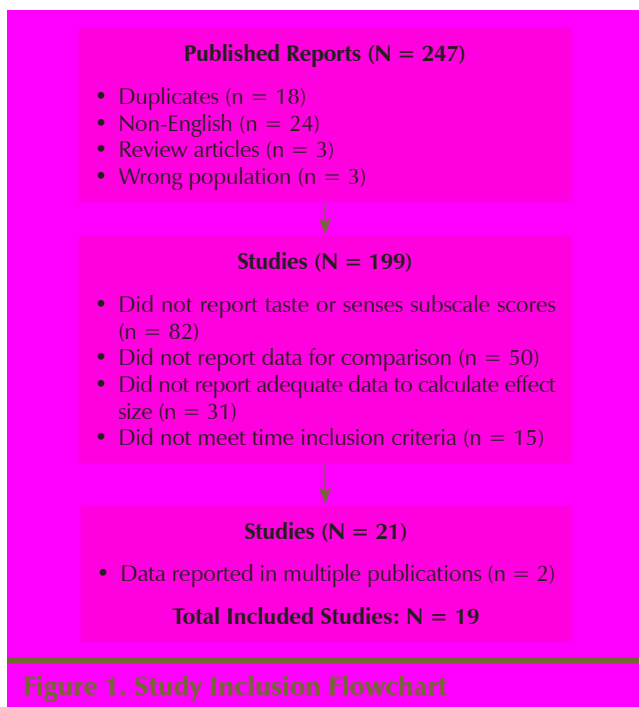 Published Reports (N = 247)
• Duplicates (n = 18)
• Non-English (n = 24)
• Review articles (n = 3)
• Wrong population (n = 3)
Studies (N = 199)
• Did not report taste or senses subscale scores
(n = 82)
• Did not report data for comparison (n = 50)
• Did not report adequate data to calculate effect
size (n = 31)
• Did not meet time inclusion criteria (n = 15)
Studies (N = 21)
• Data reported in multiple publications (n = 2)
Total Included Studies: N = 19
Figure 1. Study Inclusion Flowchart